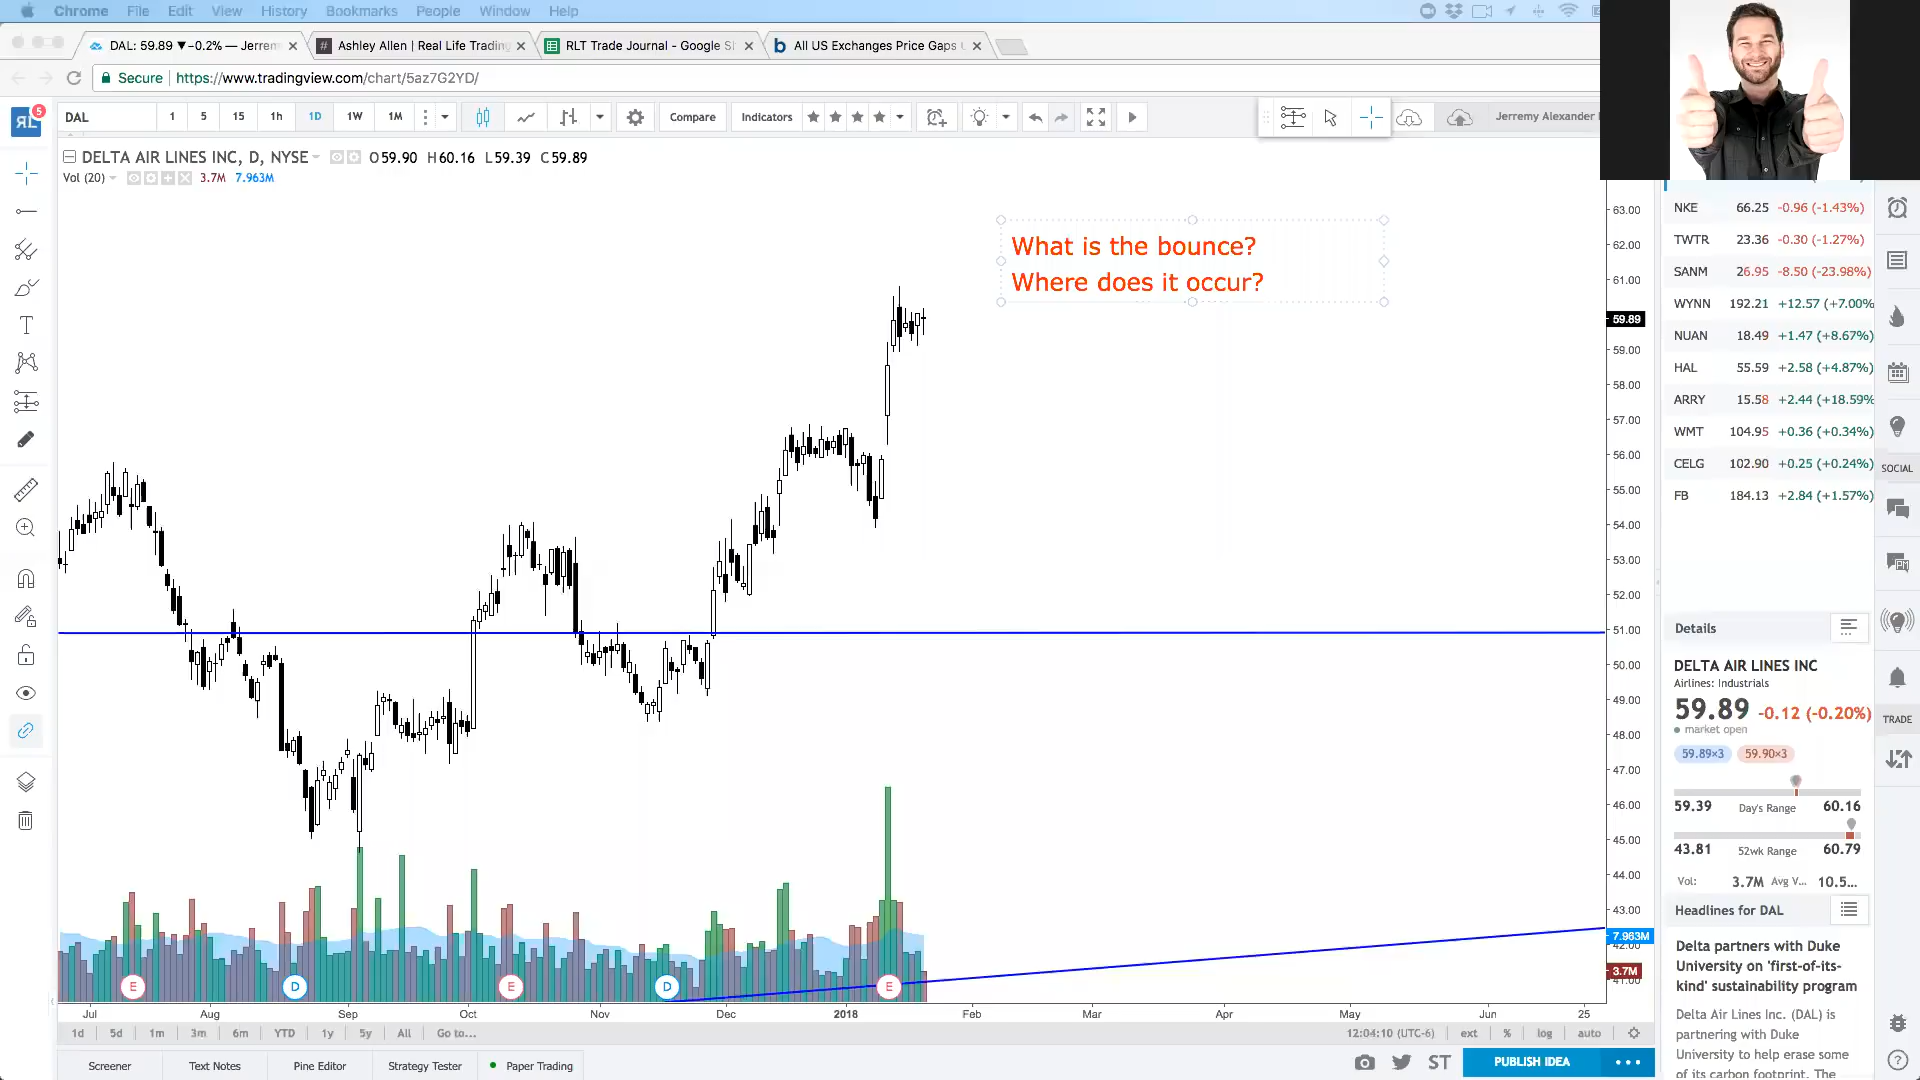 Chrome File Edit View History Bookmarks People Window Help
DAL: 59.89 ▼−0.2% — Jerrem
Ashley Allen | Real Life Trading
RLT Trade Journal - Google S
All US Exchanges Price Gaps
Secure https://www.tradingview.com/chart/5az7G2YD/
DAL 1 5 15 1h 1D 1W 1M Compare Indicators Jerremy Alexander
5
DELTA AIR LINES INC, D, NYSE O59.90 H60.16 L59.39 C59.89
Vol (20) 3.7M 7.963M
What is the bounce?
Where does it occur?
63.00
62.00
61.00
59.89
59.00
58.00
57.00
56.00
55.00
54.00
53.00
52.00
51.00
50.00
49.00
48.00
47.00
46.00
45.00
44.00
43.00
7.963M
42.00
3.7M
41.00
E D E D E
Jul Aug Sep Oct Nov Dec 2018 Feb Mar Apr May Jun 25
1d 5d 1m 3m 6m YTD 1y 5y All Go to... 12:04:10 (UTC-6) ext % log auto
Screener Text Notes Pine Editor Strategy Tester Paper Trading ST PUBLISH IDEA
NKE 66.25 -0.96 (-1.43%)
TWTR 23.36 -0.30 (-1.27%)
SANM 26.95 -8.50 (-23.98%)
WYNN 192.21 +12.57 (+7.00%
NUAN 18.49 +1.47 (+8.67%)
HAL 55.59 +2.58 (+4.87%)
ARRY 15.58 +2.44 (+18.59%
WMT 104.95 +0.36 (+0.34%)
CELG 102.90 +0.25 (+0.24%)
FB 184.13 +2.84 (+1.57%)
SOCIAL
TRADE
Details
DELTA AIR LINES INC
Airlines: Industrials
59.89 -0.12 (-0.20%)
market open
59.89×3 59.90×3
59.39 Day's Range 60.16
43.81 52wk Range 60.79
Vol: 3.7M Avg V... 10.5...
Headlines for DAL
Delta partners with Duke
University on 'first-of-its-
kind' sustainability program
Delta Air Lines Inc. (DAL) is
partnering with Duke
University to help erase some
of its carbon footprint. The